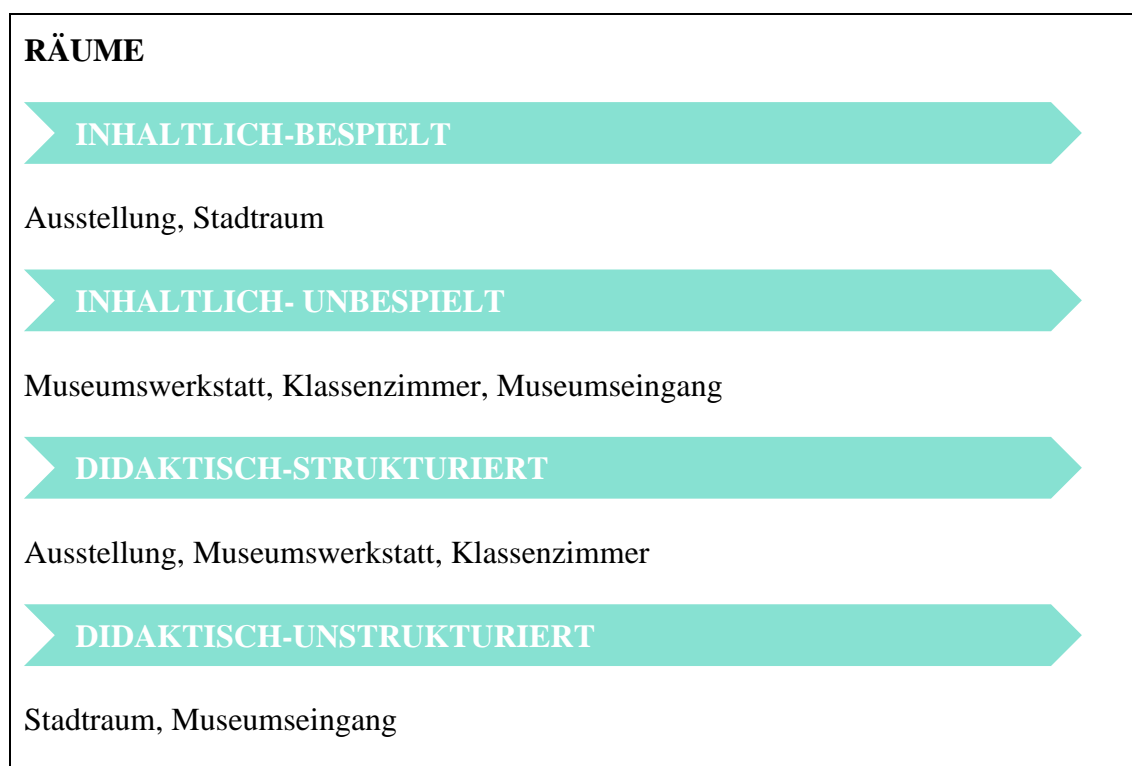 RÄUME
INHALTLICH-BESPIELT
Ausstellung, Stadtraum
INHALTLICH- UNBESPIELT
Museumswerkstatt, Klassenzimmer, Museumseingang
DIDAKTISCH-STRUKTURIERT
Ausstellung, Museumswerkstatt, Klassenzimmer
DIDAKTISCH-UNSTRUKTURIERT
Stadtraum, Museumseingang